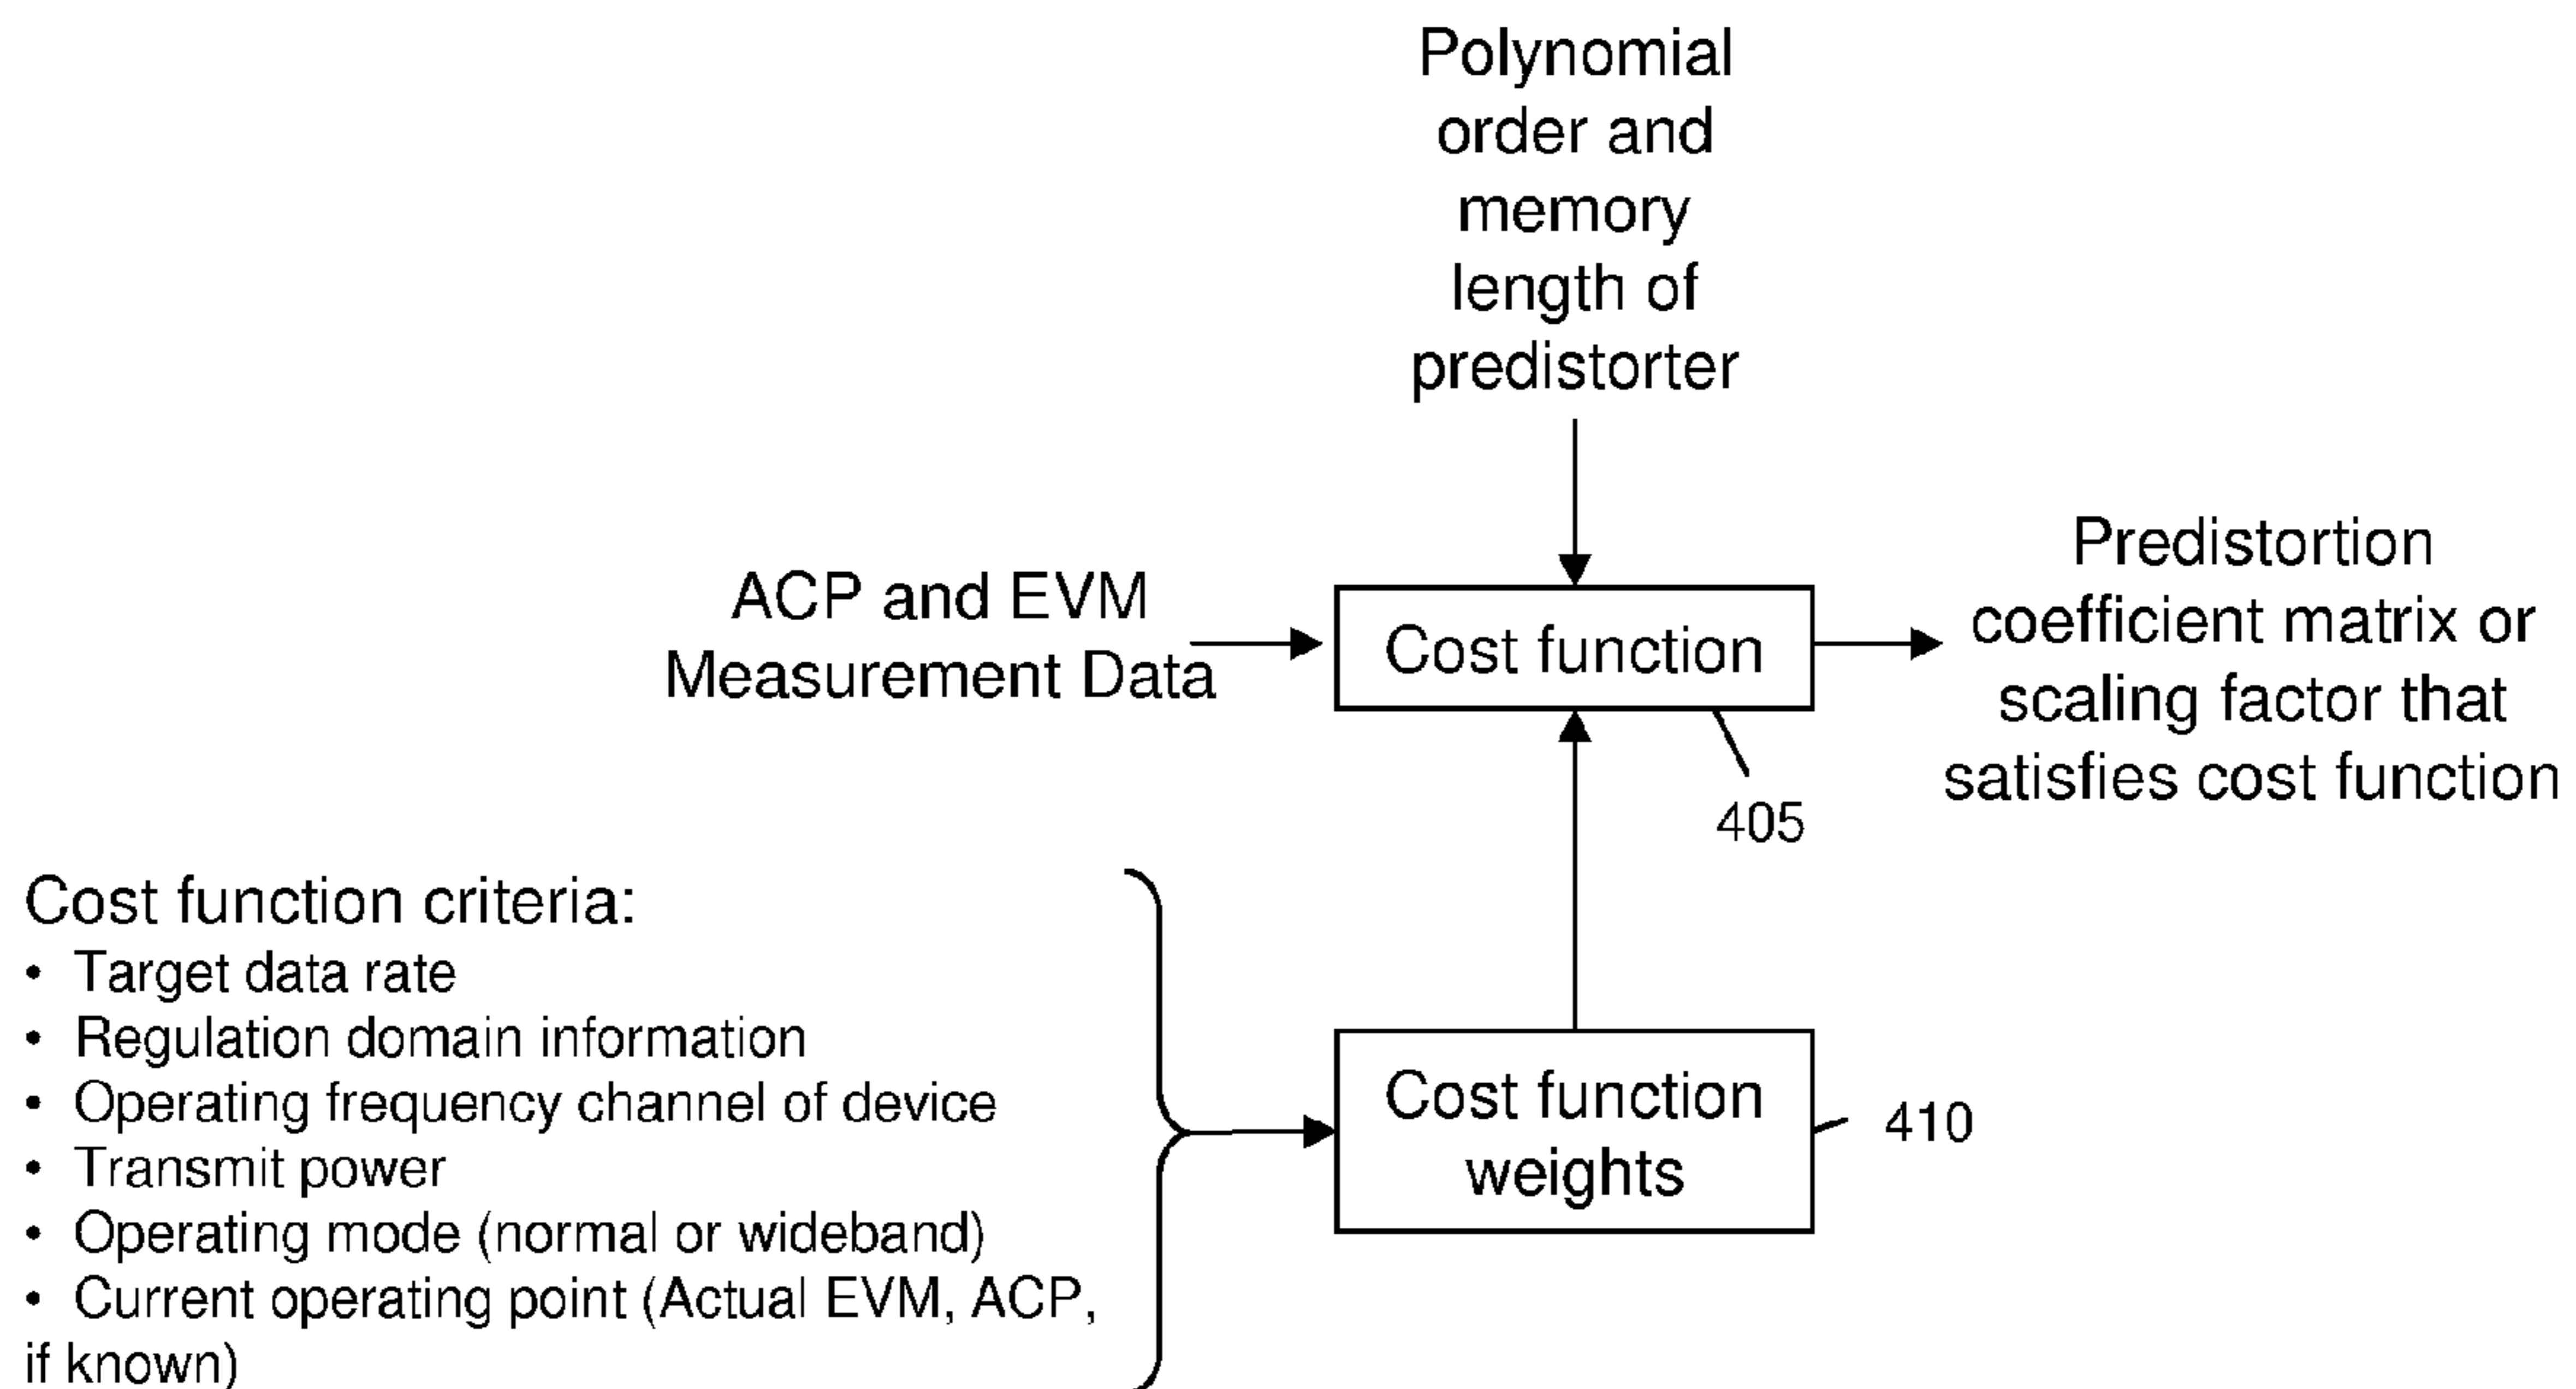 Polynomial
order and
memory
length of
predistorter
ACP and EVM
Measurement Data
Cost function
Predistortion
coefficient matrix or
scaling factor that
satisfies cost function
405
Cost function criteria:
• Target data rate
• Regulation domain information
• Operating frequency channel of device
• Transmit power
• Operating mode (normal or wideband)
• Current operating point (Actual EVM, ACP,
if known)
Cost function
weights
410